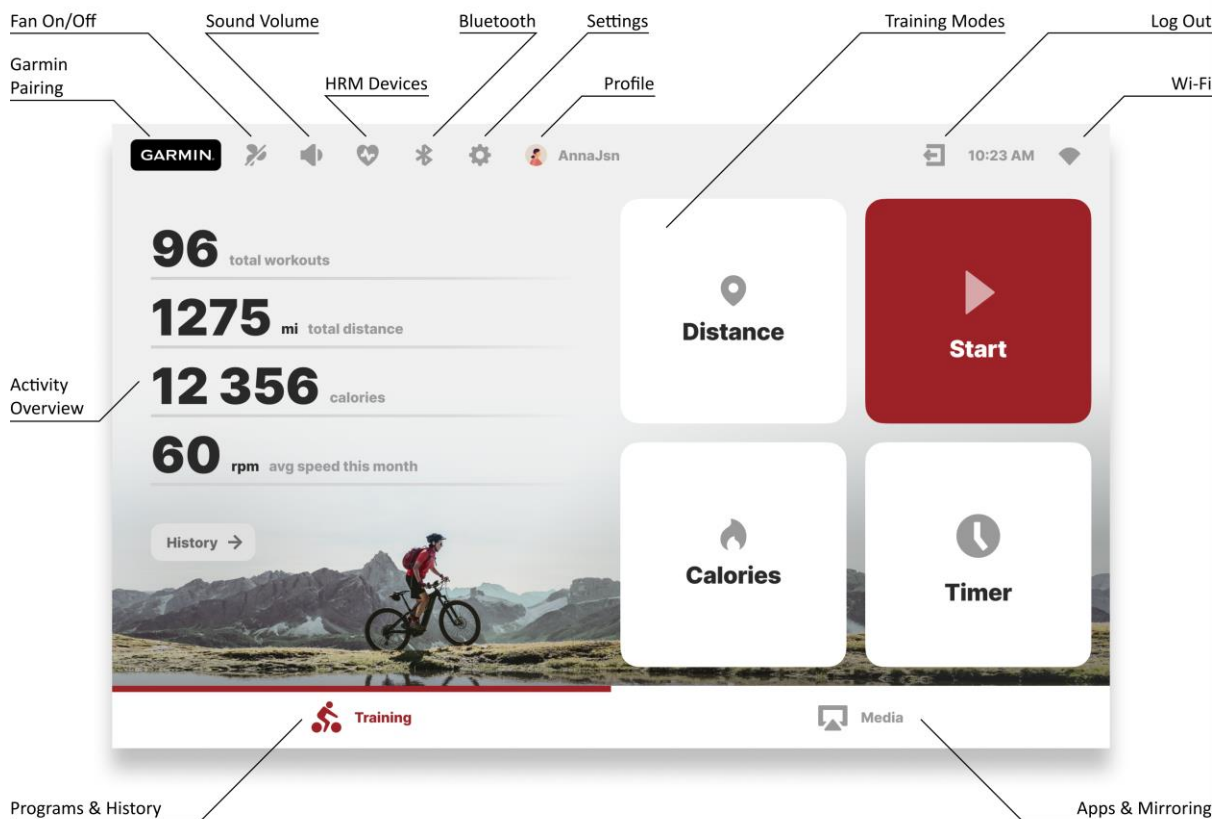 Fan On/Off
Sound Volume
Bluetooth
Settings
Training Modes
Log Out
Garmin
Pairing
HRM Devices
Profile
Wi-Fi
GARMIN.
AnnaJsn
10:23 AM
96 total workouts
1275 mi total distance
12 356 calories
60 rpm avg speed this month
History
Distance
Start
Calories
Timer
Activity
Overview
Training
Media
Programs & History
Apps & Mirroring